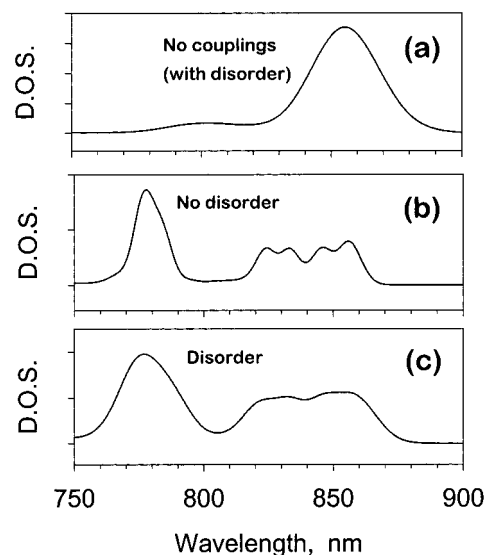 D.O.S.
No couplings
(with disorder)
(a)
D.O.S.
No disorder
(b)
D.O.S.
Disorder
(c)
750 800 850 900
Wavelength, nm